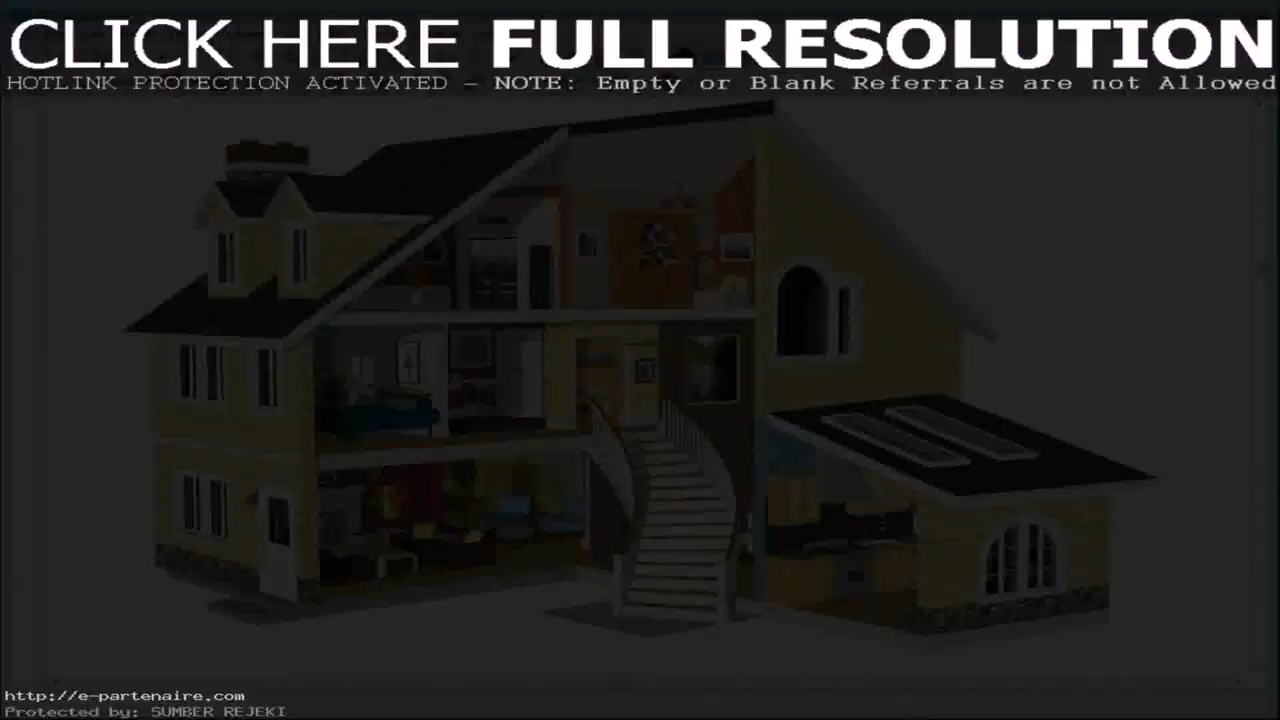 CLICK HERE FULL RESOLUTION
HOTLINK PROTECTION ACTIVATED – NOTE: Empty or Blank Referrals are not Allowed
http://e-partenaire.com
Protected by: SUMBER REJEKI